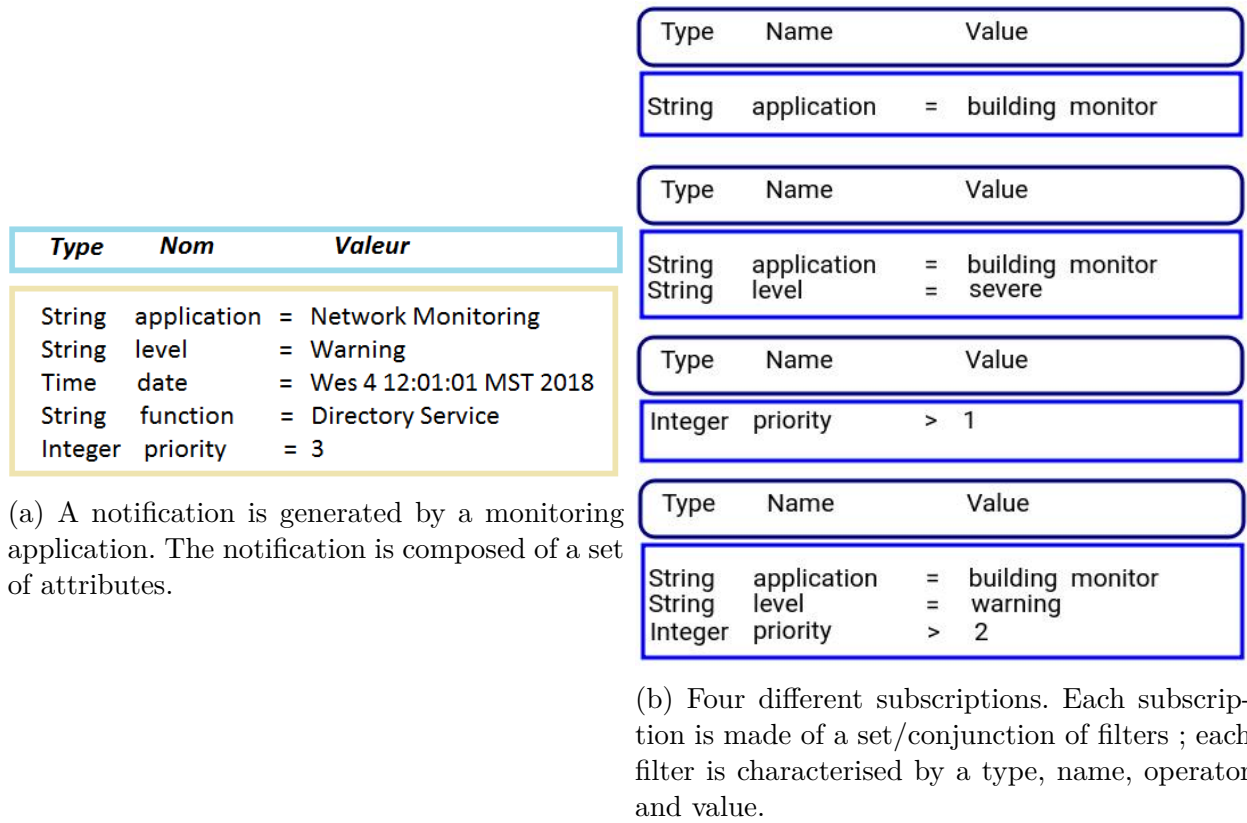 Type Nom Valeur
String application = Network Monitoring
String level = Warning
Time date = Wes 4 12:01:01 MST 2018
String function = Directory Service
Integer priority = 3
(a) A notification is generated by a monitoring
application. The notification is composed of a set
of attributes.
Type Name Value
String application = building monitor
Type Name Value
String application = building monitor
String level = severe
Type Name Value
Integer priority > 1
Type Name Value
String application = building monitor
String level = warning
Integer priority > 2
(b) Four different subscriptions. Each subscrip-
tion is made of a set/conjunction of filters ; each
filter is characterised by a type, name, operator
and value.